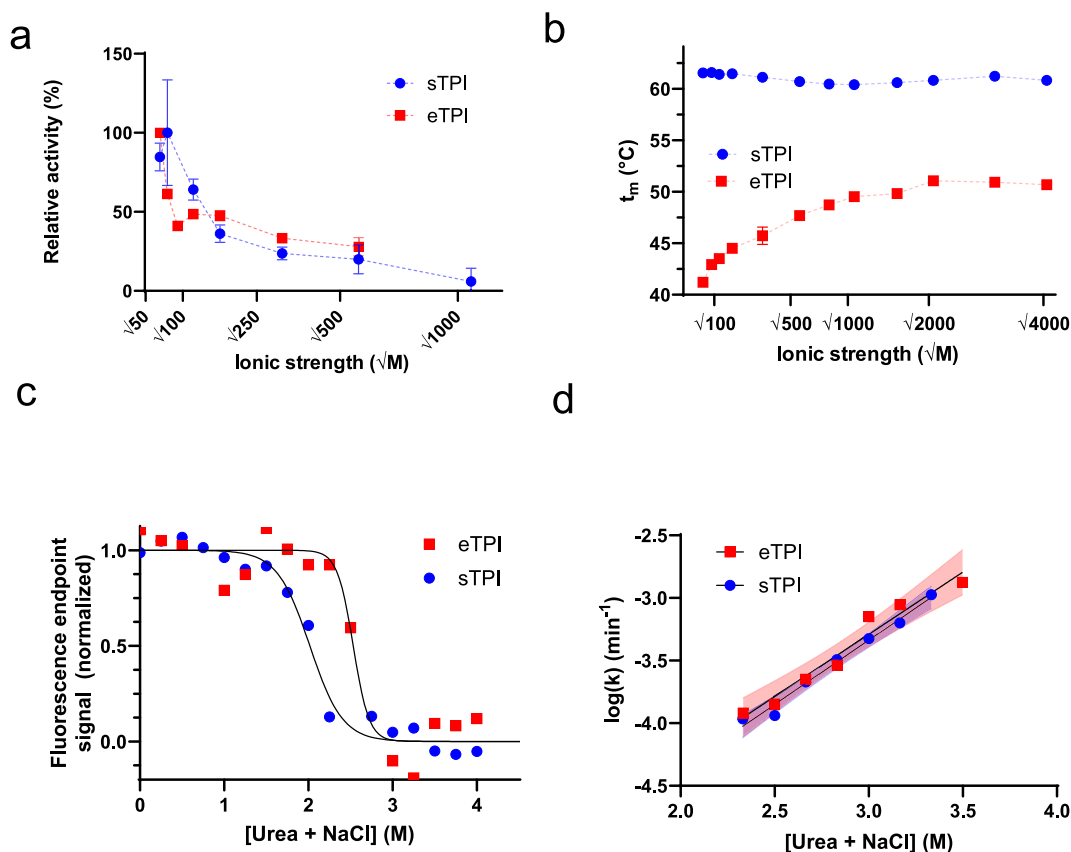 a
150
100
50
0
Relative activity (%)
sTPI
eTPI
√50
√100
√250
√500
√1000
Ionic strength (√M)
b
60
55
50
45
40
tm (°C)
sTPI
eTPI
√100
√500
√1000
√2000
√4000
Ionic strength (√M)
c
1.0
0.5
0.0
Fluorescence endpoint
signal (normalized)
eTPI
sTPI
0
1
2
3
4
[Urea + NaCl] (M)
d
-2.5
-3.0
-3.5
-4.0
-4.5
log(k) (min⁻¹)
eTPI
sTPI
2.0
2.5
3.0
3.5
4.0
[Urea + NaCl] (M)